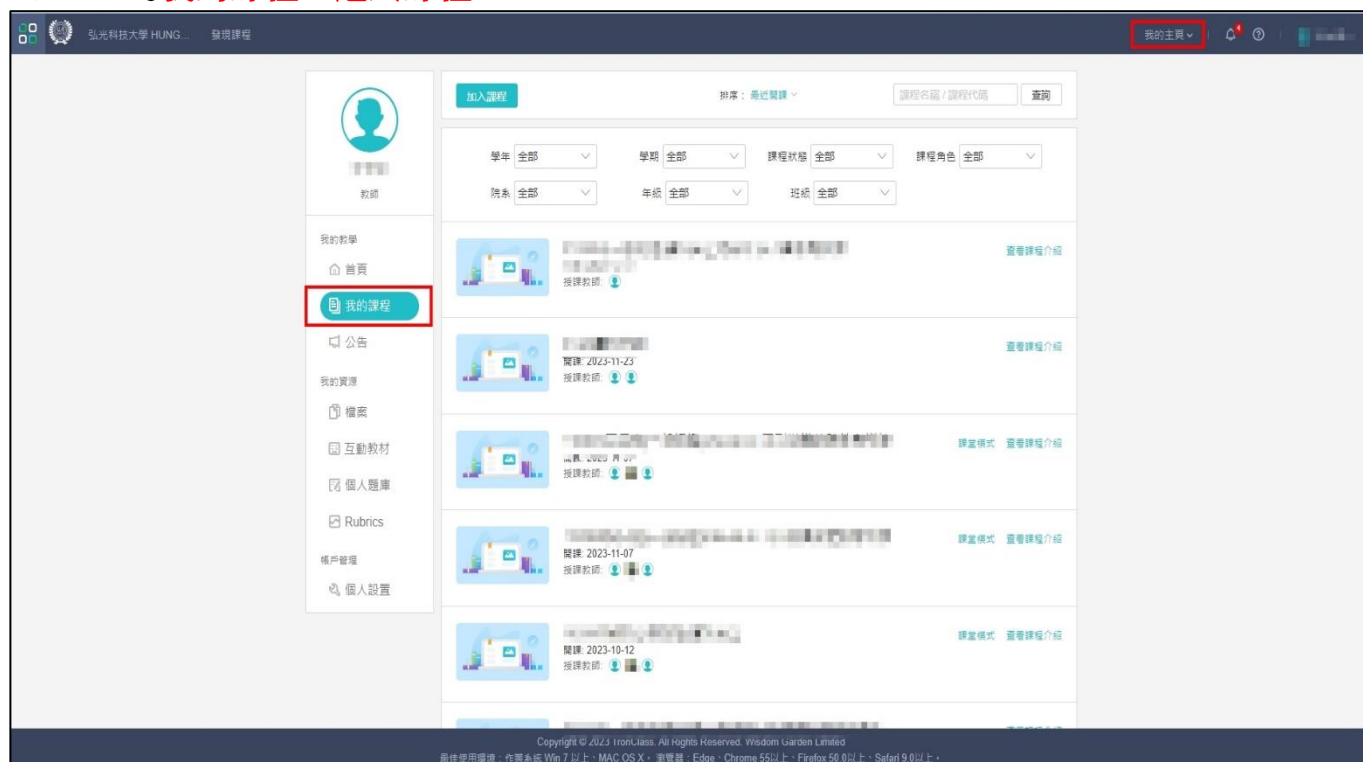 弘光科技大學 HUNG... 發現課程 我的主頁 4
教師
我的教學
首頁
我的課程
公告
我的資源
檔案
互動教材
個人題庫
Rubrics
帳戶管理
個人設置
加入課程 排序： 最近開課 課程名稱 / 課程代碼 查詢
學年 全部 學期 全部 課程狀態 全部 課程角色 全部
院系 全部 年級 全部 班級 全部
查看課程介紹
授課教師:
查看課程介紹
開課: 2023-11-23
授課教師:
課堂模式 查看課程介紹
授課教師:
課堂模式 查看課程介紹
開課: 2023-11-07
授課教師:
課堂模式 查看課程介紹
開課: 2023-10-12
授課教師:
Copyright © 2023 TronClass. All Rights Reserved. Wisdom Garden Limited
最佳使用環境：作業系統 Win 7 以上、MAC OS X， 瀏覽器：Edge、Chrome 55以上、Firefox 50.0以上、Safari 9.0以上。